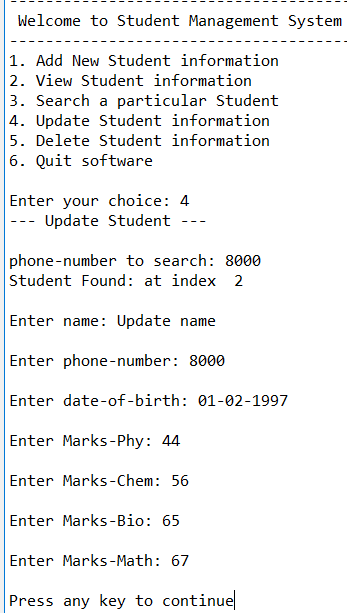 ---------------------------------------
Welcome to Student Management System
---------------------------------------
1. Add New Student information
2. View Student information
3. Search a particular Student
4. Update Student information
5. Delete Student information
6. Quit software
Enter your choice: 4
--- Update Student ---
phone-number to search: 8000
Student Found: at index  2
Enter name: Update name
Enter phone-number: 8000
Enter date-of-birth: 01-02-1997
Enter Marks-Phy: 44
Enter Marks-Chem: 56
Enter Marks-Bio: 65
Enter Marks-Math: 67
Press any key to continue